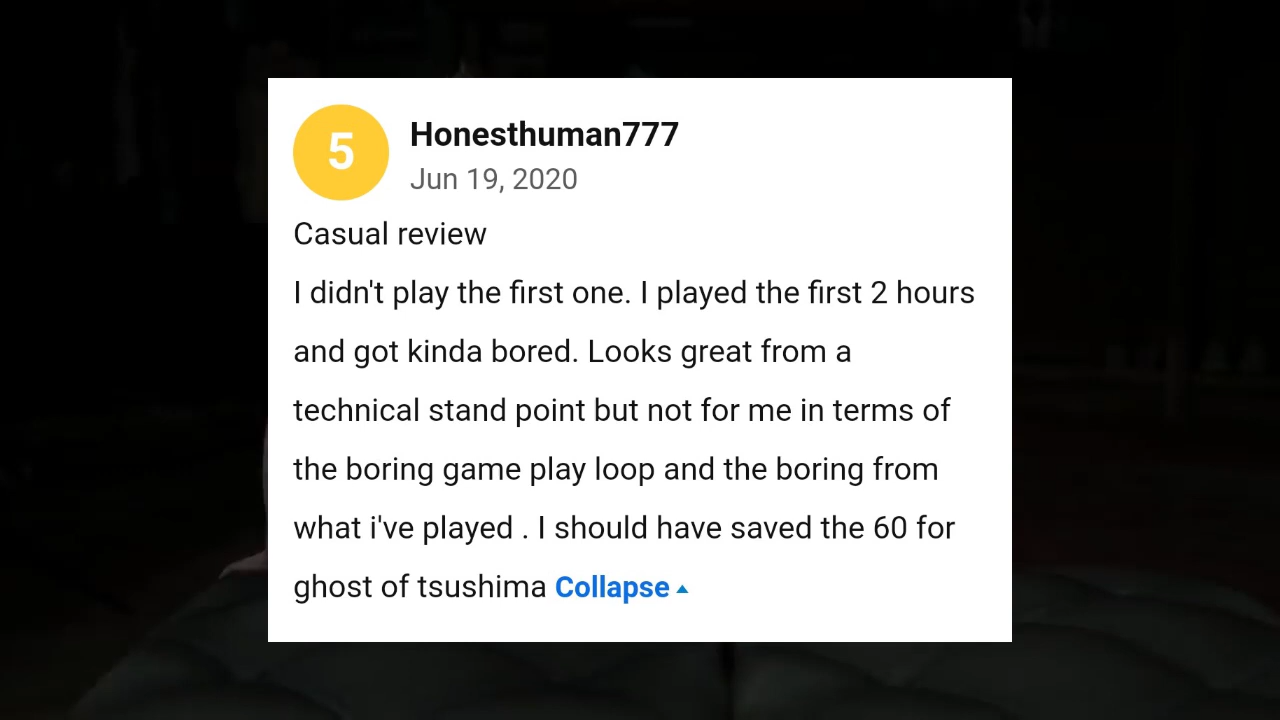 5
Honesthuman777
Jun 19, 2020
Casual review
I didn't play the first one. I played the first 2 hours
and got kinda bored. Looks great from a
technical stand point but not for me in terms of
the boring game play loop and the boring from
what i've played . I should have saved the 60 for
ghost of tsushima Collapse